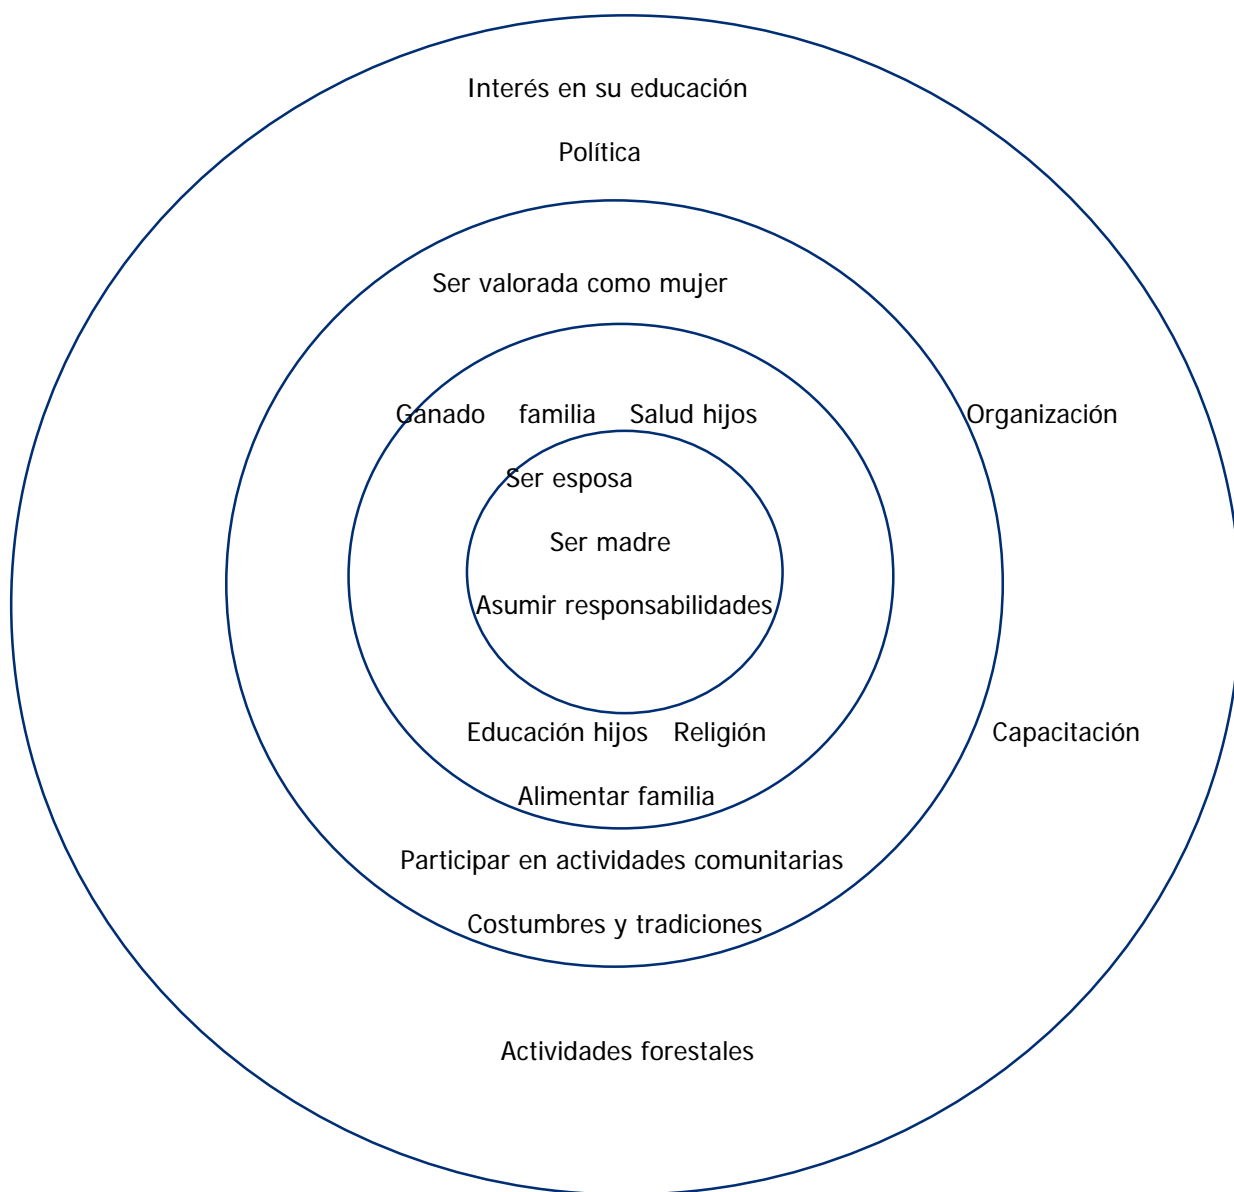 Interés en su educación
Política
Ser valorada como mujer
Ganado familia Salud hijos Organización
Ser esposa
Ser madre
Asumir responsabilidades
Educación hijos Religión Capacitación
Alimentar familia
Participar en actividades comunitarias
Costumbres y tradiciones
Actividades forestales